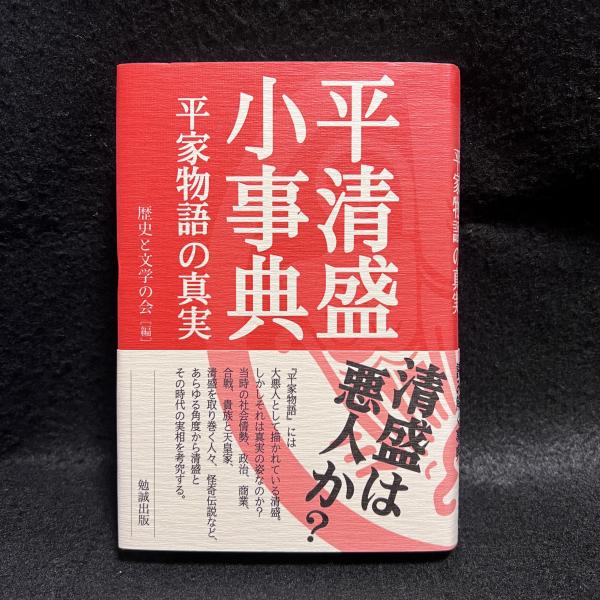 平清盛
小事典
平家物語の真実
歴史と文学の会［編］
清盛は
悪人か？
『平家物語』には
大悪人として描かれている清盛。
しかしそれは真実の姿なのか？
当時の社会情勢、政治、商業、
合戦、貴族と天皇家、
清盛を取り巻く人々、怪奇伝説など、
あらゆる角度から清盛と
その時代の実相を考究する。
勉誠出版
平家物語の真実